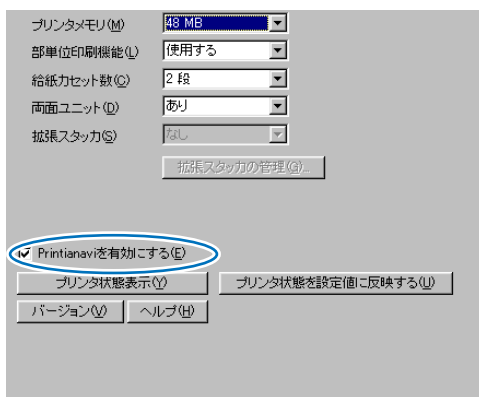 プリンタメモリ(M) 48 MB
部単位印刷機能(L) 使用する
給紙カセット数(C) 2 段
両面ユニット(D) あり
拡張スタッカ(S) なし
拡張スタッカの管理(G)...
Printianaviを有効にする(E)
プリンタ状態表示(Y) プリンタ状態を設定値に反映する(U)
バージョン(V) ヘルプ(H)